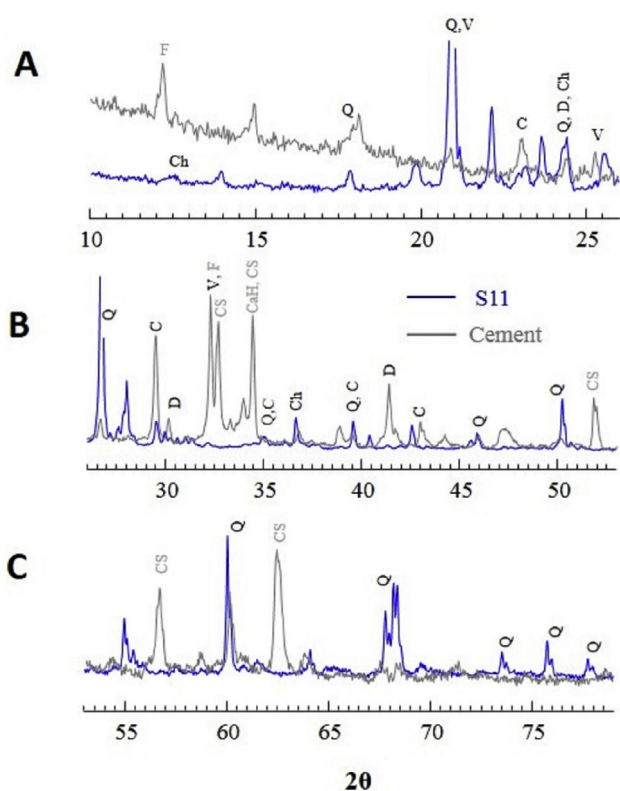 A
F
Ch
Q
Q,V
C
Q, D, Ch
V
10 15 20 25
B
Q
C
D
V, F
CS
CaH, CS
Q,C
Ch
Q, C
D
C
Q
Q
CS
S11
Cement
30 35 40 45 50
C
CS
Q
CS
Q
Q
Q
Q
55 60 65 70 75
2θ